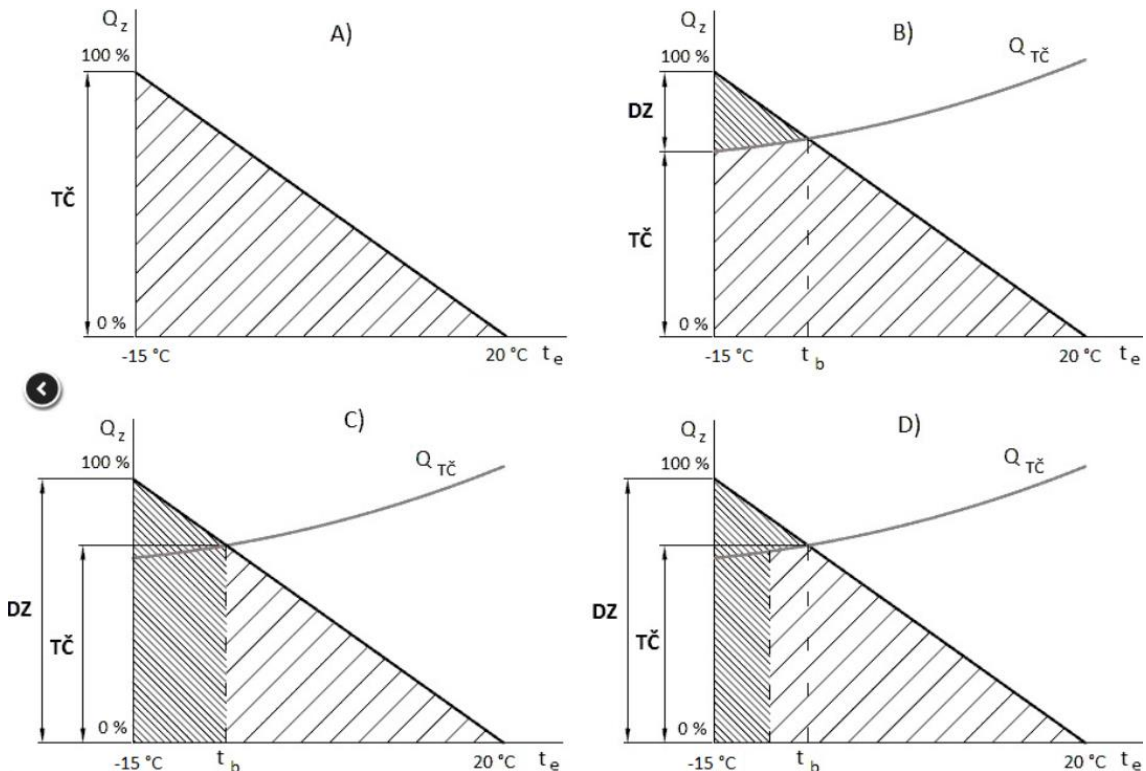 A)
Q z
100 %
TČ
0 %
-15 °C
20 °C
t e
B)
Q z
100 %
Q TČ
DZ
TČ
0 %
-15 °C
t b
20 °C
t e
C)
Q z
100 %
Q TČ
DZ
TČ
0 %
-15 °C
t b
20 °C
t e
D)
Q z
100 %
Q TČ
DZ
TČ
0 %
-15 °C
t b
20 °C
t e